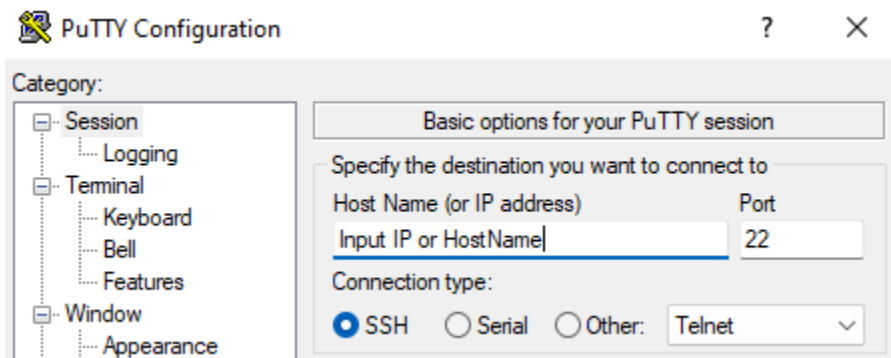 PuTTY Configuration
?
Category:
Session
Logging
Terminal
Keyboard
Bell
Features
Window
Appearance
Basic options for your PuTTY session
Specify the destination you want to connect to
Host Name (or IP address)
Port
Input IP or HostName
22
Connection type:
SSH
Serial
Other:
Telnet